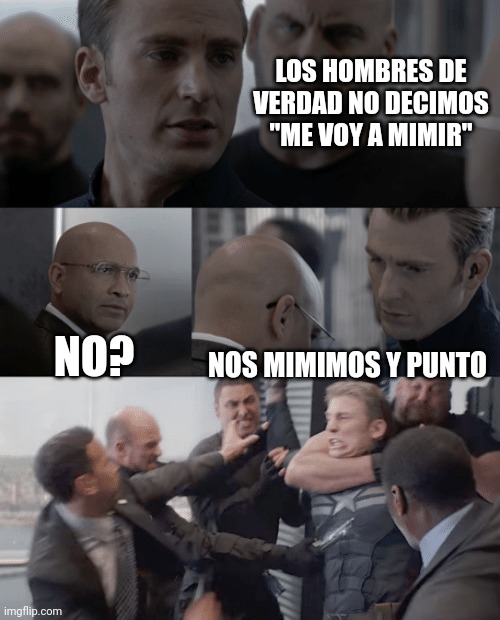 LOS HOMBRES DE
VERDAD NO DECIMOS
"ME VOY A MIMIR"
NO?
NOS MIMIMOS Y PUNTO
imgflip.com